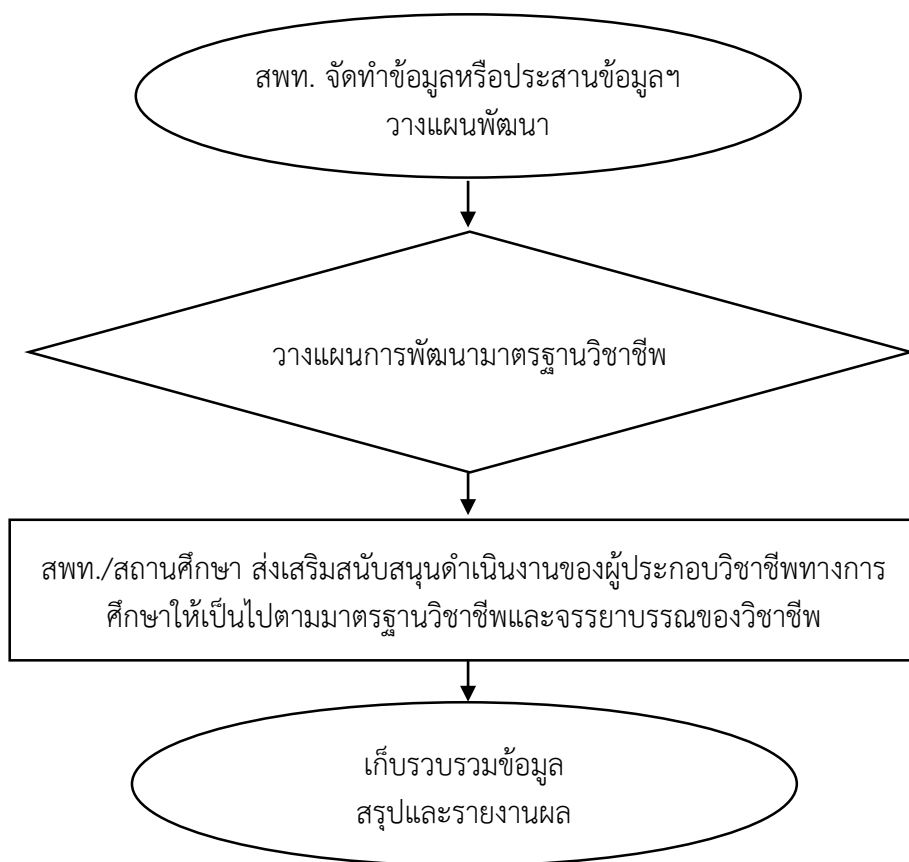 สพท. จัดทำข้อมูลหรือประสานข้อมูลฯ
วางแผนพัฒนา
วางแผนการพัฒนามาตรฐานวิชาชีพ
สพท./สถานศึกษา ส่งเสริมสนับสนุนดำเนินงานของผู้ประกอบวิชาชีพทางการ
ศึกษาให้เป็นไปตามมาตรฐานวิชาชีพและจรรยาบรรณของวิชาชีพ
เก็บรวบรวมข้อมูล
สรุปและรายงานผล